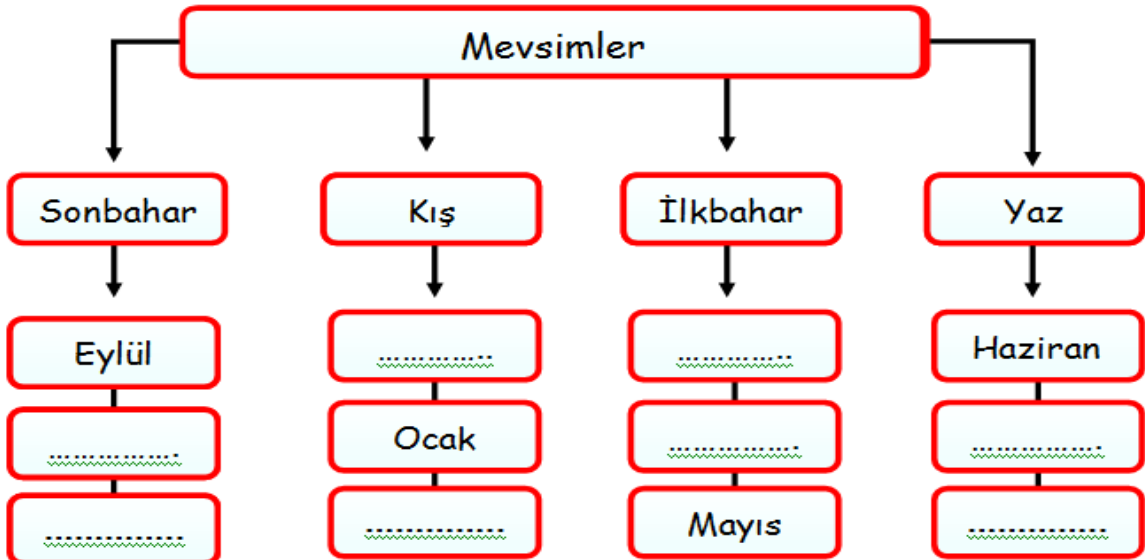 Mevsimler
Sonbahar Kış İlkbahar Yaz
Eylül ………….. ………….. Haziran
……………. Ocak ……………. …………….
.............. .............. Mayıs ..............